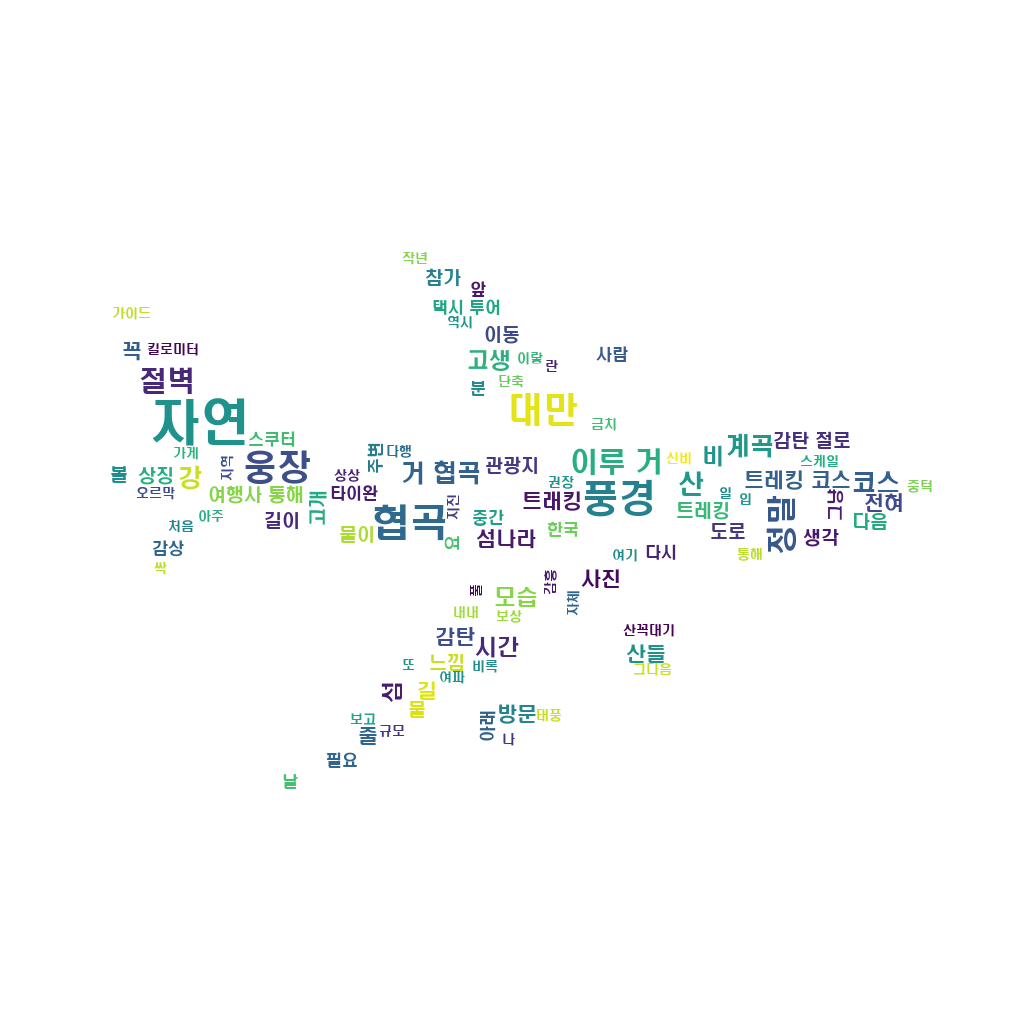 작년
참가
앞
택시 투어
역시
가이드
이동
꼭
킬로미터
고생
이랗
란
사람
절벽
분
단축
자연
대만
금치
스쿠터
감탄 절로
계곡
가게
주변
다행
이루 거
비
신비
스케일
지역
웅장
거 협곡
관광지
볼
상징
강
상상
산
트레킹 코스
코스
중턱
오르막
여행사 통해
고개
타이완
권장
풍경
일
입
그냥
전혀
지진
트래킹
트레킹
처음
아주
길이
협곡
중간
정말
다음
물이
여
섬나라
한국
도로
생각
감상
여기
다시
통해
싹
풀
감흥
사진
모습
자체
내내
보상
감탄
시간
산꼭대기
산들
또
느낌
비록
그다음
여파
섬
길
물
보고
줄
규모
아래
방문
태풍
나
필요
날